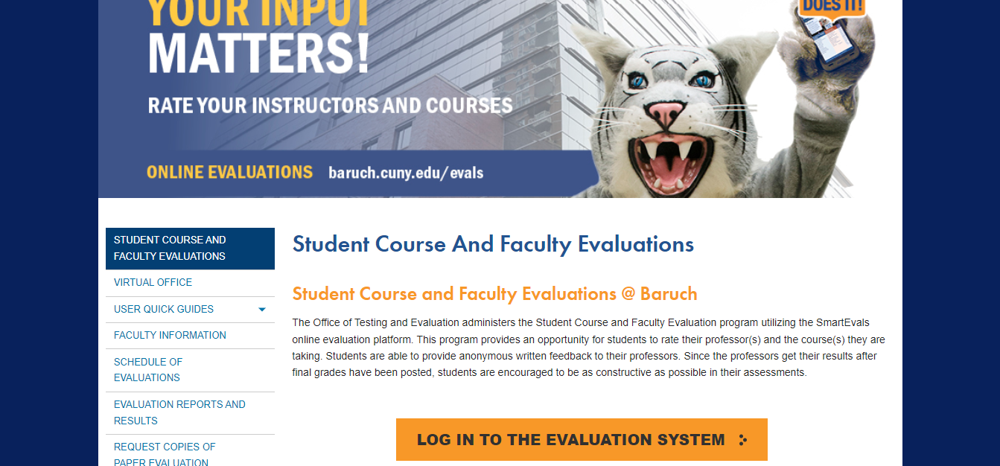 YOUR INPUT
MATTERS!
DOES IT!
RATE YOUR INSTRUCTORS AND COURSES
ONLINE EVALUATIONS baruch.cuny.edu/evals
STUDENT COURSE AND
FACULTY EVALUATIONS
VIRTUAL OFFICE
USER QUICK GUIDES
FACULTY INFORMATION
SCHEDULE OF
EVALUATIONS
EVALUATION REPORTS AND
RESULTS
REQUEST COPIES OF
PAPER EVALUATION
Student Course And Faculty Evaluations
Student Course and Faculty Evaluations @ Baruch
The Office of Testing and Evaluation administers the Student Course and Faculty Evaluation program utilizing the SmartEvals
online evaluation platform. This program provides an opportunity for students to rate their professor(s) and the course(s) they are
taking. Students are able to provide anonymous written feedback to their professors. Since the professors get their results after
final grades have been posted, students are encouraged to be as constructive as possible in their assessments.
LOG IN TO THE EVALUATION SYSTEM